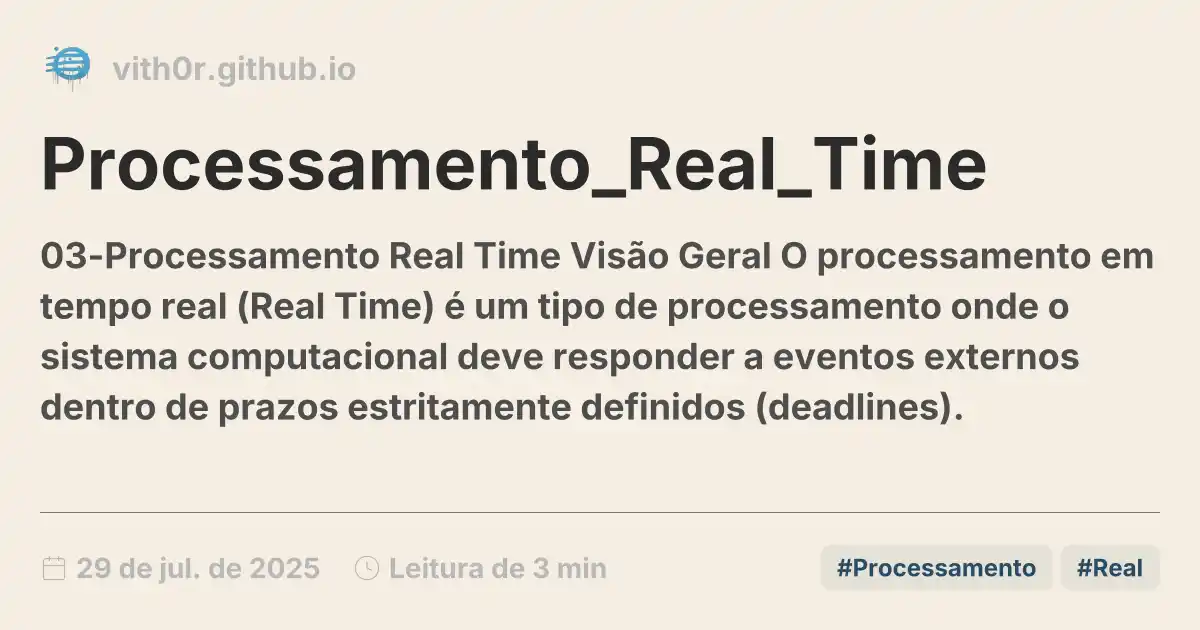 vith0r.github.io
Processamento_Real_Time
03-Processamento Real Time Visão Geral O processamento em
tempo real (Real Time) é um tipo de processamento onde o
sistema computacional deve responder a eventos externos
dentro de prazos estritamente definidos (deadlines).
29 de jul. de 2025 Leitura de 3 min #Processamento #Real